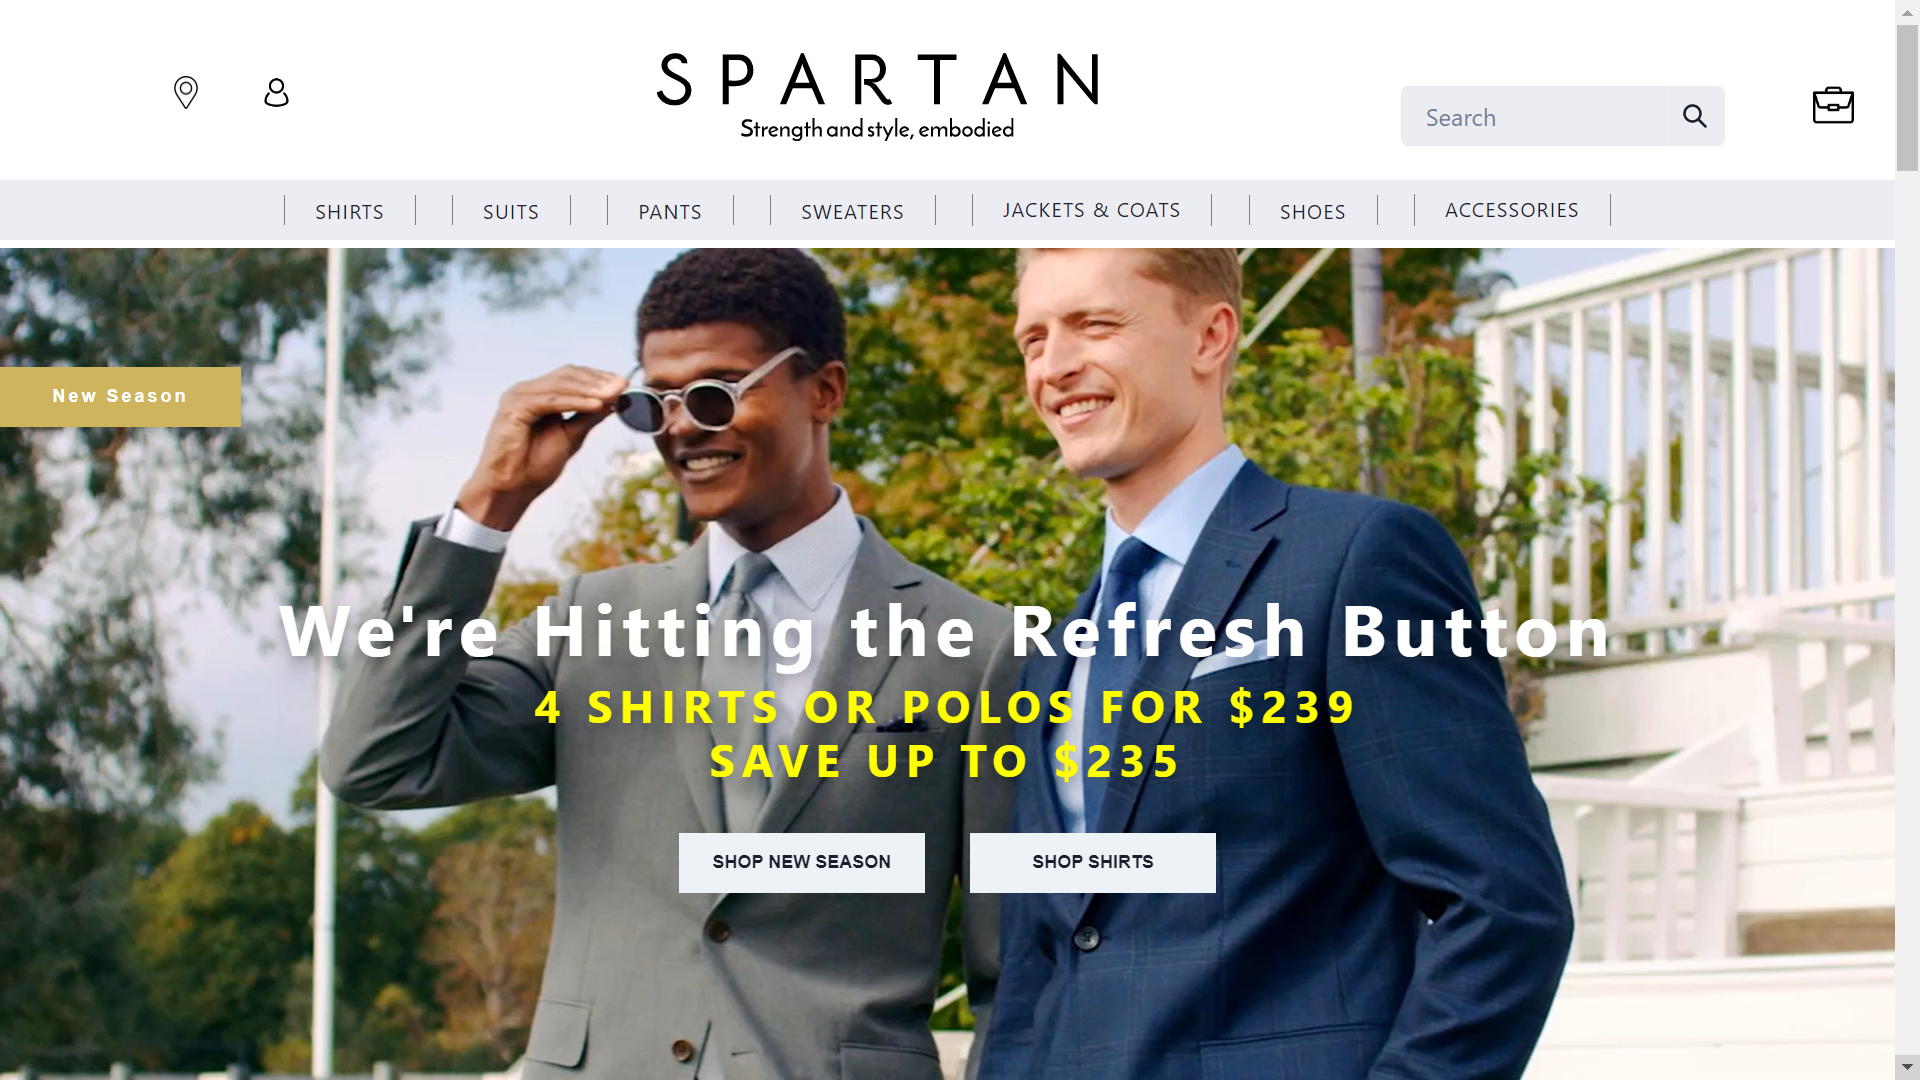 SPARTAN
Strength and style, embodied
Search
SHIRTS
SUITS
PANTS
SWEATERS
JACKETS & COATS
SHOES
ACCESSORIES
New Season
We're Hitting the Refresh Button
4 SHIRTS OR POLOS FOR $239
SAVE UP TO $235
SHOP NEW SEASON
SHOP SHIRTS